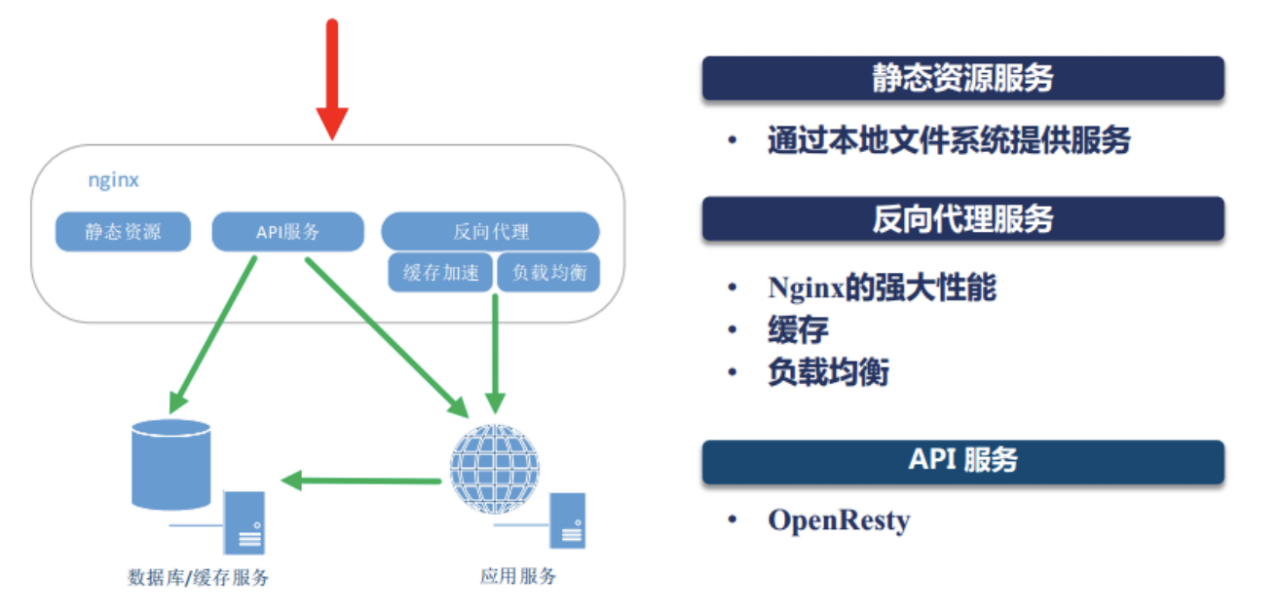 nginx
静态资源
API服务
反向代理
缓存加速
负载均衡
数据库/缓存服务
应用服务
静态资源服务
• 通过本地文件系统提供服务
反向代理服务
• Nginx的强大性能
• 缓存
• 负载均衡
API 服务
• OpenResty